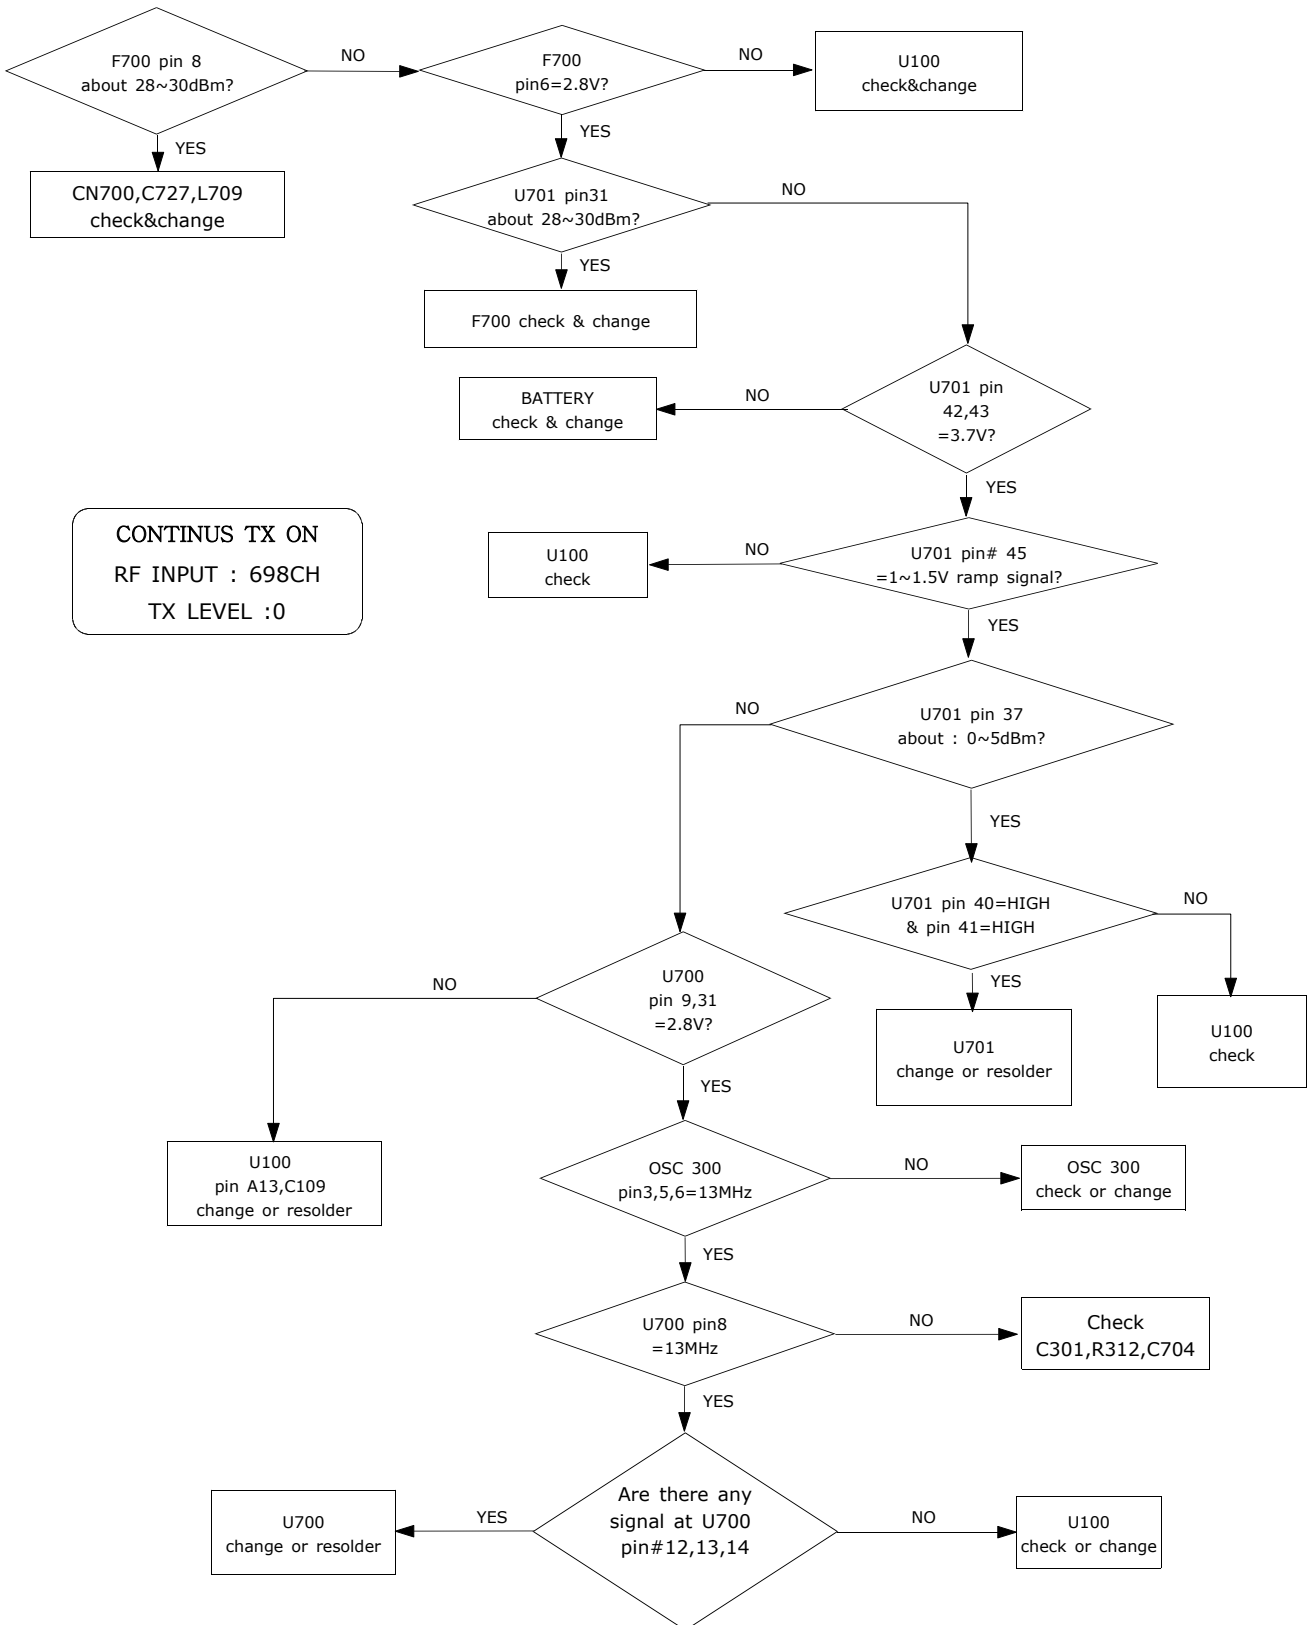 F700 pin 8
about 28~30dBm?
NO
F700
pin6=2.8V?
NO
U100
check&change
YES
CN700,C727,L709
check&change
YES
U701 pin31
about 28~30dBm?
NO
YES
F700 check & change
U701 pin
42,43
=3.7V?
NO
BATTERY
check & change
YES
CONTINUS TX ON
RF INPUT : 698CH
TX LEVEL :0
U701 pin# 45
=1~1.5V ramp signal?
NO
U100
check
YES
U701 pin 37
about : 0~5dBm?
NO
YES
U701 pin 40=HIGH
& pin 41=HIGH
NO
YES
U701
change or resolder
U100
check
U700
pin 9,31
=2.8V?
NO
YES
U100
pin A13,C109
change or resolder
OSC 300
pin3,5,6=13MHz
NO
OSC 300
check or change
YES
U700 pin8
=13MHz
NO
Check
C301,R312,C704
YES
Are there any
signal at U700
pin#12,13,14
YES
U700
change or resolder
NO
U100
check or change